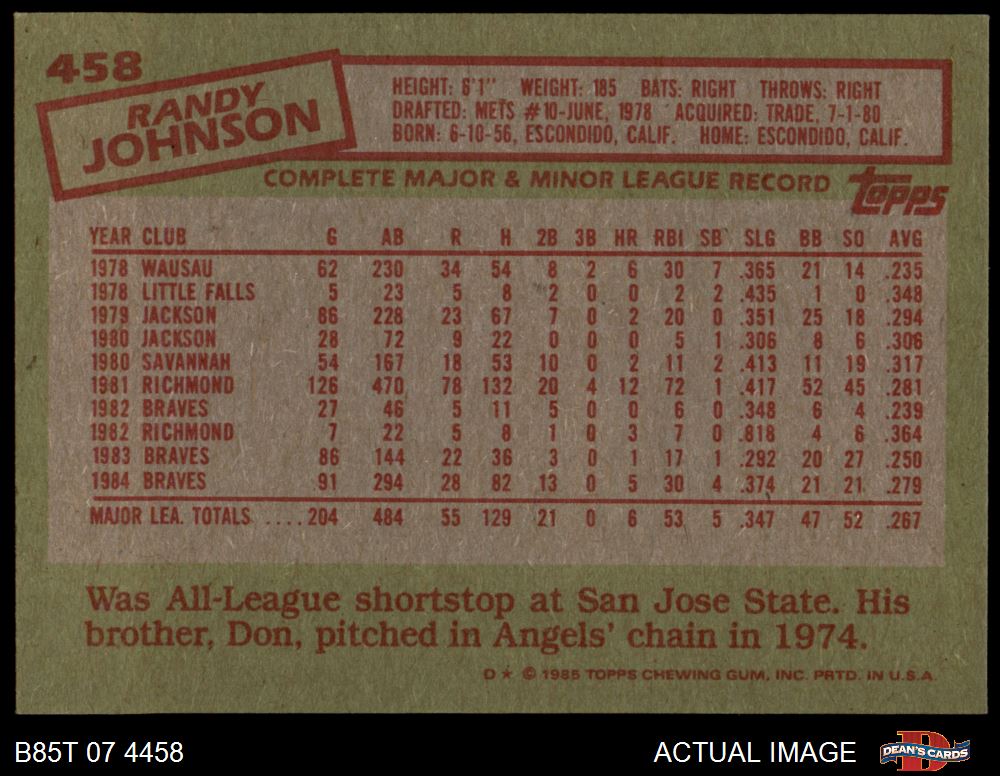 458
RANDY
JOHNSON
HEIGHT: 6'1" WEIGHT: 185 BATS: RIGHT THROWS: RIGHT
DRAFTED: METS #10-JUNE, 1978 ACQUIRED: TRADE, 7-1-80
BORN: 6-10-56, ESCONDIDO, CALIF. HOME: ESCONDIDO, CALIF.
COMPLETE MAJOR & MINOR LEAGUE RECORD topps
YEAR CLUB G AB R H 2B 3B HR RBI SB SLG BB SO AVG
1978 WAUSAU 62 230 34 54 8 2 6 30 7 .365 21 14 .235
1978 LITTLE FALLS 5 23 5 8 2 0 0 2 2 .435 1 0 .348
1979 JACKSON 86 228 23 67 7 0 2 20 0 .351 25 18 .294
1980 JACKSON 28 72 9 22 0 0 0 5 1 .306 8 6 .306
1980 SAVANNAH 54 167 18 53 10 0 2 11 2 .413 11 19 .317
1981 RICHMOND 126 470 78 132 20 4 12 72 1 .417 52 45 .281
1982 BRAVES 27 46 5 11 5 0 0 6 0 .348 6 4 .239
1982 RICHMOND 7 22 5 8 1 0 3 7 0 .818 4 6 .364
1983 BRAVES 86 144 22 36 3 0 1 17 1 .292 20 27 .250
1984 BRAVES 91 294 28 82 13 0 5 30 4 .374 21 21 .279
MAJOR LEA. TOTALS ....204 484 55 129 21 0 6 53 5 .347 47 52 .267
Was All-League shortstop at San Jose State. His
brother, Don, pitched in Angels' chain in 1974.
D★ © 1985 TOPPS CHEWING GUM, INC. PRTD. IN U.S.A.
B85T 07 4458 ACTUAL IMAGE DEAN'S CARDS